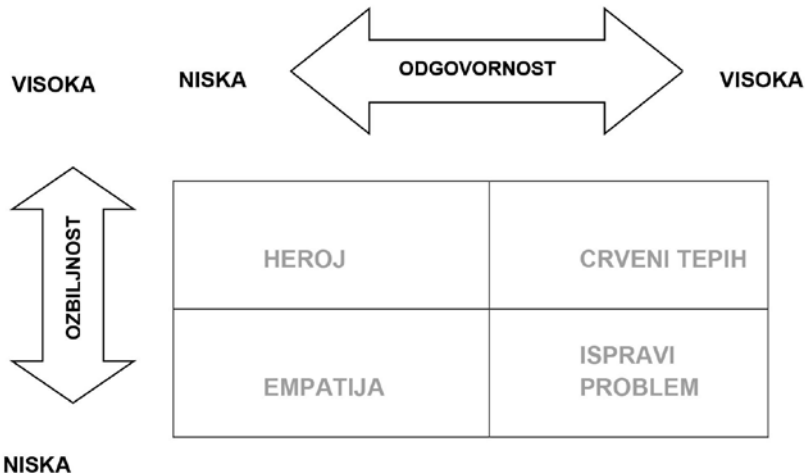 ODGOVORNOST
VISOKA
NISKA
VISOKA
OZBILJNOST
HEROJ
CRVENI TEPIH
EMPATIJA
ISPRAVI
PROBLEM
NISKA